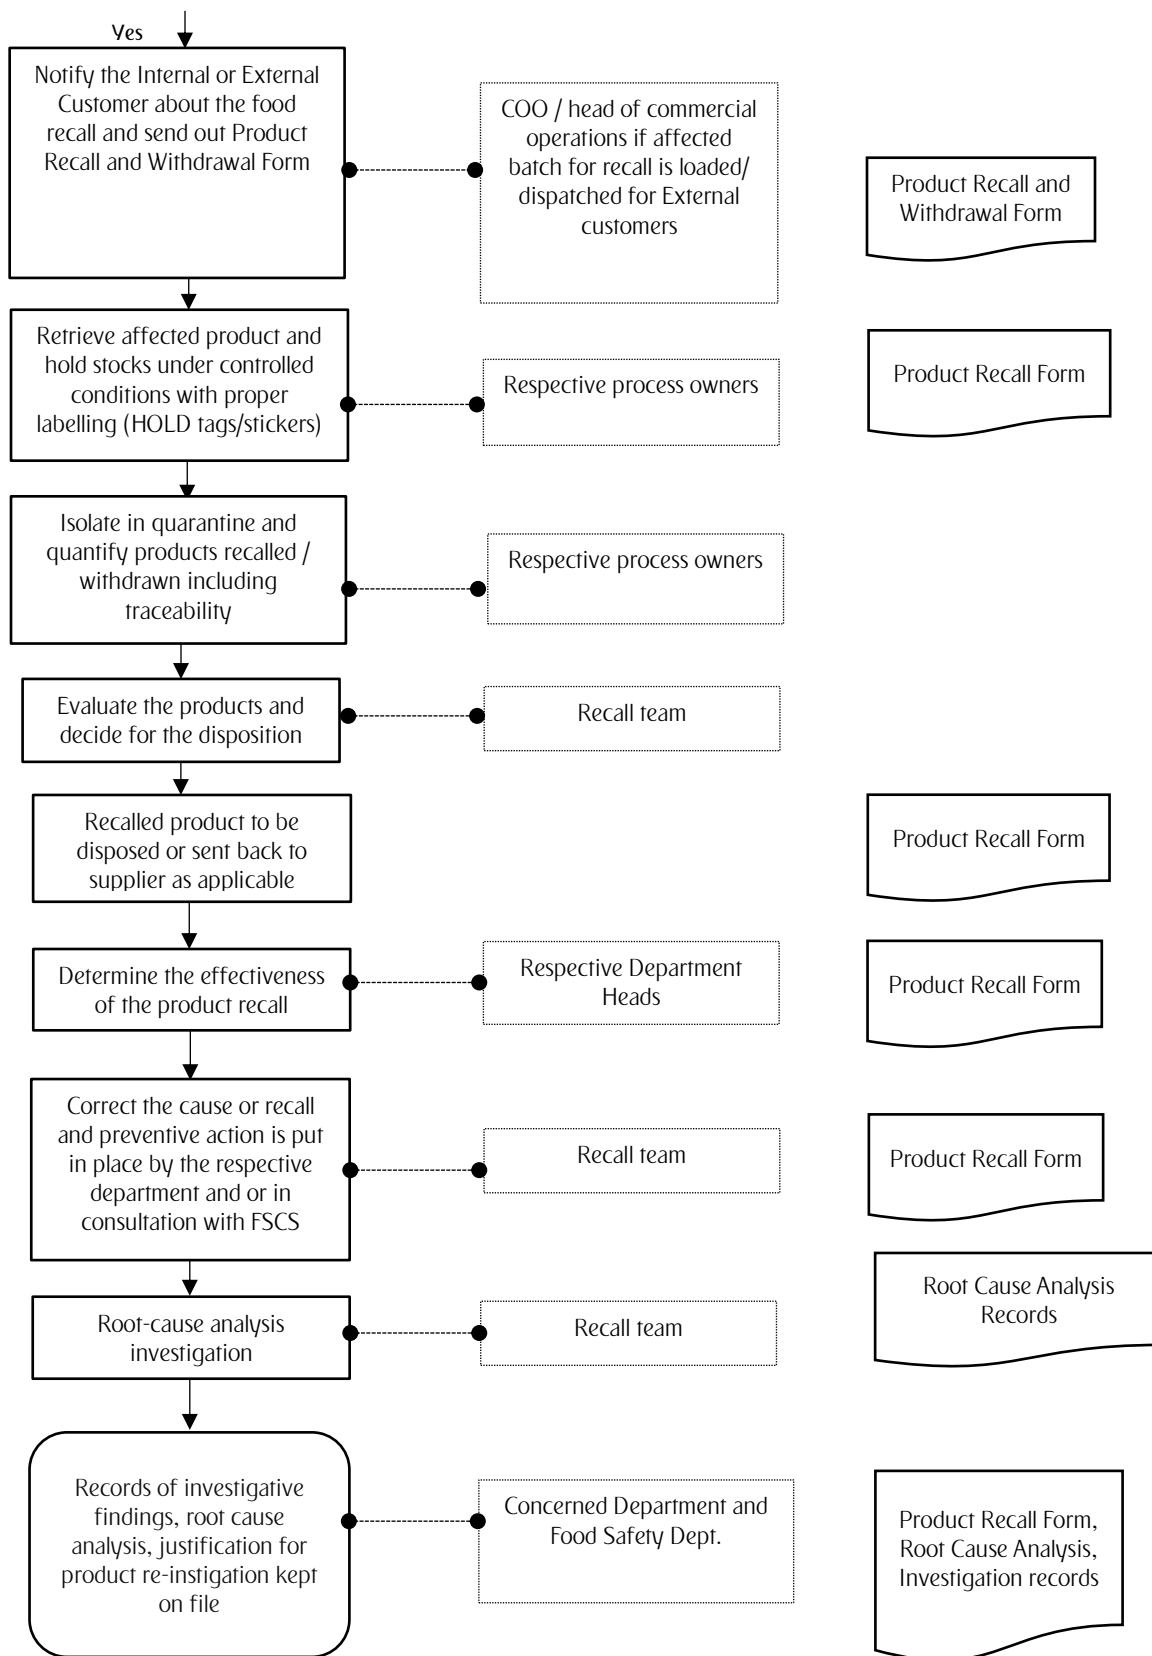 Yes
Notify the Internal or External
Customer about the food
recall and send out Product
Recall and Withdrawal Form
COO / head of commercial
operations if affected
batch for recall is loaded/
dispatched for External
customers
Product Recall and
Withdrawal Form
Retrieve affected product and
hold stocks under controlled
conditions with proper
labelling (HOLD tags/stickers)
Respective process owners
Product Recall Form
Isolate in quarantine and
quantify products recalled /
withdrawn including
traceability
Respective process owners
Evaluate the products and
decide for the disposition
Recall team
Recalled product to be
disposed or sent back to
supplier as applicable
Product Recall Form
Determine the effectiveness
of the product recall
Respective Department
Heads
Product Recall Form
Correct the cause or recall
and preventive action is put
in place by the respective
department and or in
consultation with FSCS
Recall team
Product Recall Form
Root-cause analysis
investigation
Recall team
Root Cause Analysis
Records
Records of investigative
findings, root cause
analysis, justification for
product re-instigation kept
on file
Concerned Department and
Food Safety Dept.
Product Recall Form,
Root Cause Analysis,
Investigation records